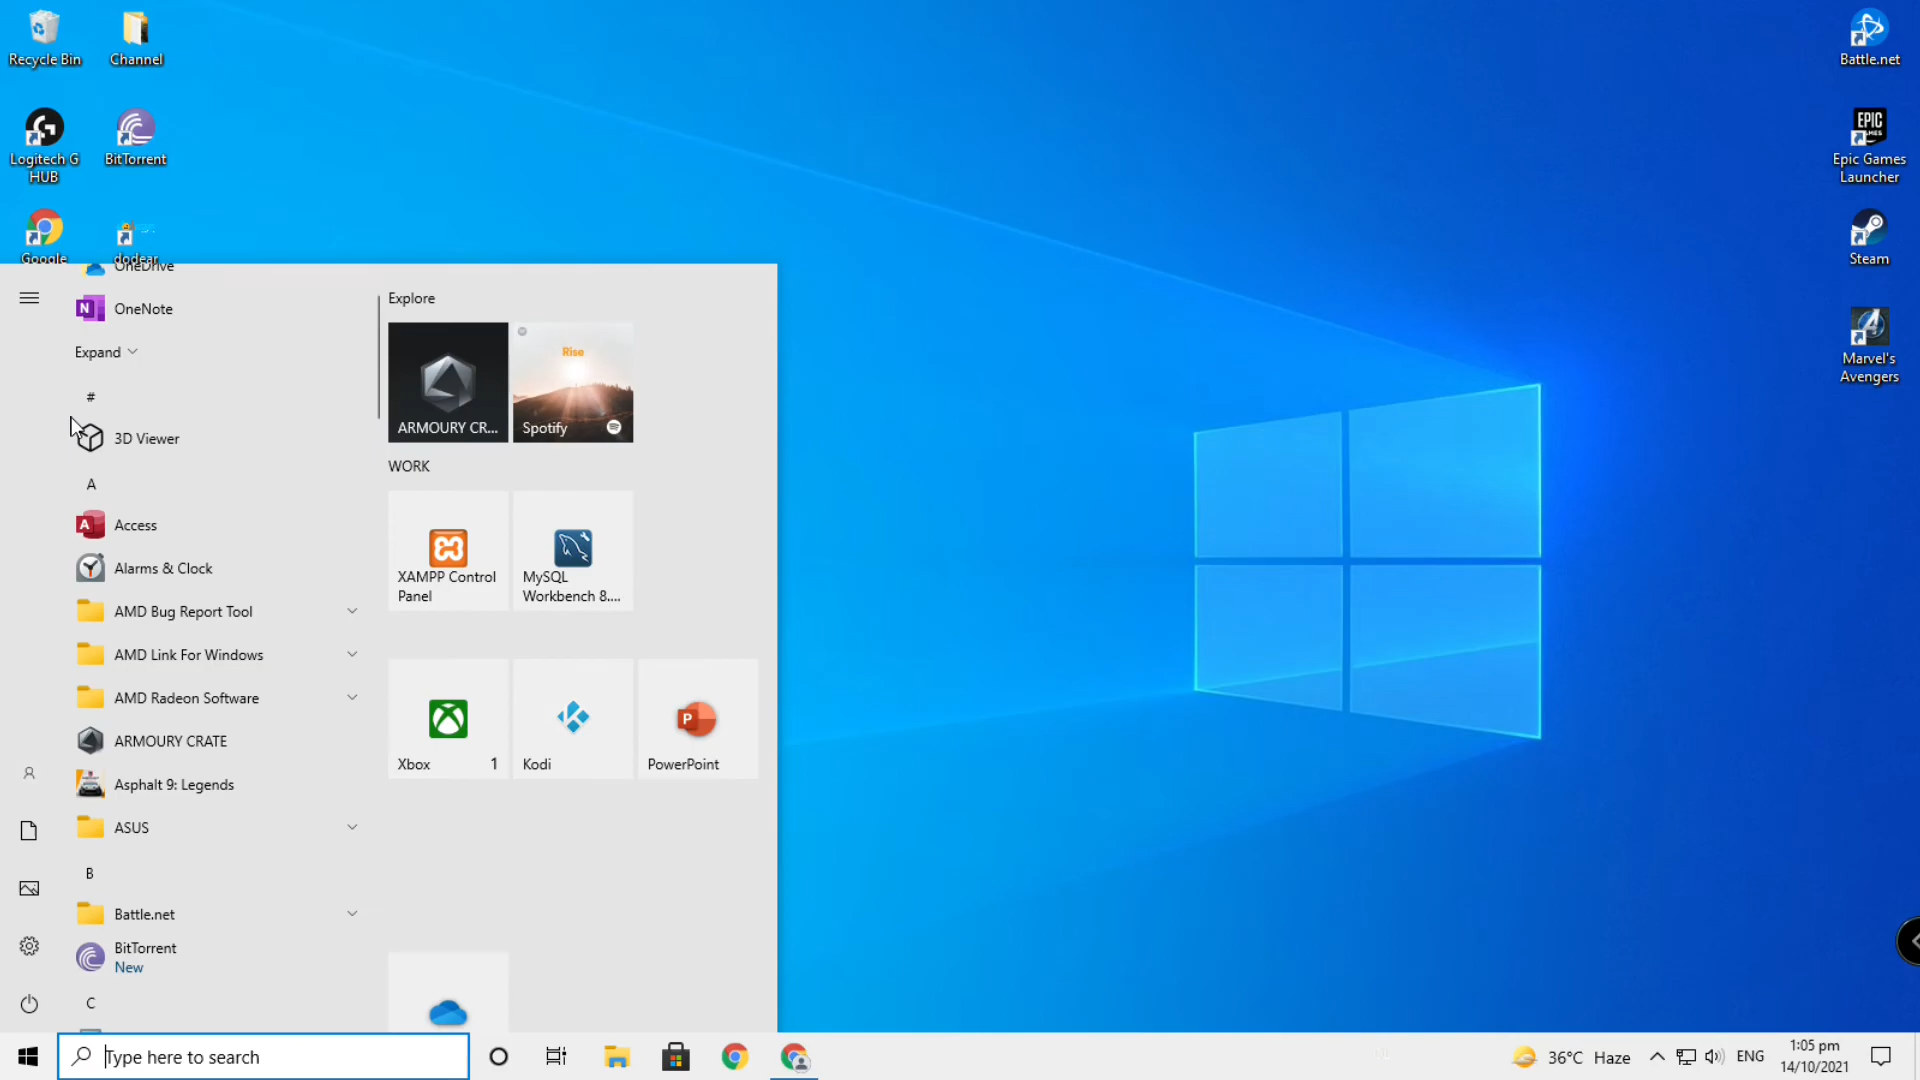 Recycle Bin
Channel
Logitech G
HUB
BitTorrent
Google
dodear
Battle.net
EPIC
GAMES
Epic Games
Launcher
Steam
Marvel's
Avengers
OneDrive
OneNote
Expand
#
3D Viewer
A
Access
Alarms & Clock
AMD Bug Report Tool
AMD Link For Windows
AMD Radeon Software
ARMOURY CRATE
Asphalt 9: Legends
ASUS
B
Battle.net
BitTorrent
New
C
Explore
ARMOURY CR...
Rise
Spotify
WORK
XAMPP Control
Panel
MySQL
Workbench 8....
Xbox
1
Kodi
PowerPoint
Type here to search
36°C Haze
ENG
1:05 pm
14/10/2021